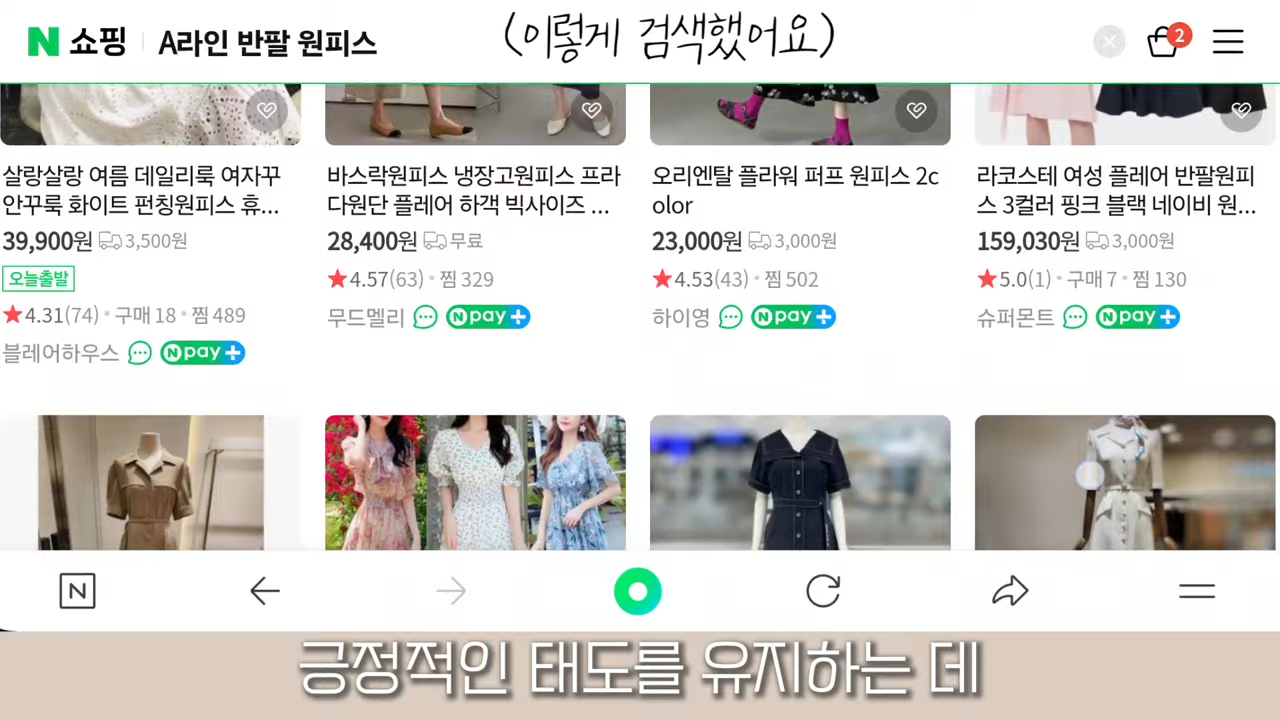 N 쇼핑 A라인 반팔 원피스 (이렇게 검색했어요) 2
살랑살랑 여름 데일리룩 여자꾸
안꾸룩 화이트 펀칭원피스 휴...
39,900원 3,500원
오늘출발
4.31(74) 구매 18 찜 489
블레어하우스 N pay +
바스락원피스 냉장고원피스 프라
다원단 플레어 하객 빅사이즈 ...
28,400원 무료
4.57(63) 찜 329
무드멜리 N pay +
오리엔탈 플라워 퍼프 원피스 2c
olor
23,000원 3,000원
4.53(43) 찜 502
하이영 N pay +
라코스테 여성 플레어 반팔원피
스 3컬러 핑크 블랙 네이비 원...
159,030원 3,000원
5.0(1) 구매 7 찜 130
슈퍼몬트 N pay +
N
긍정적인 태도를 유지하는 데